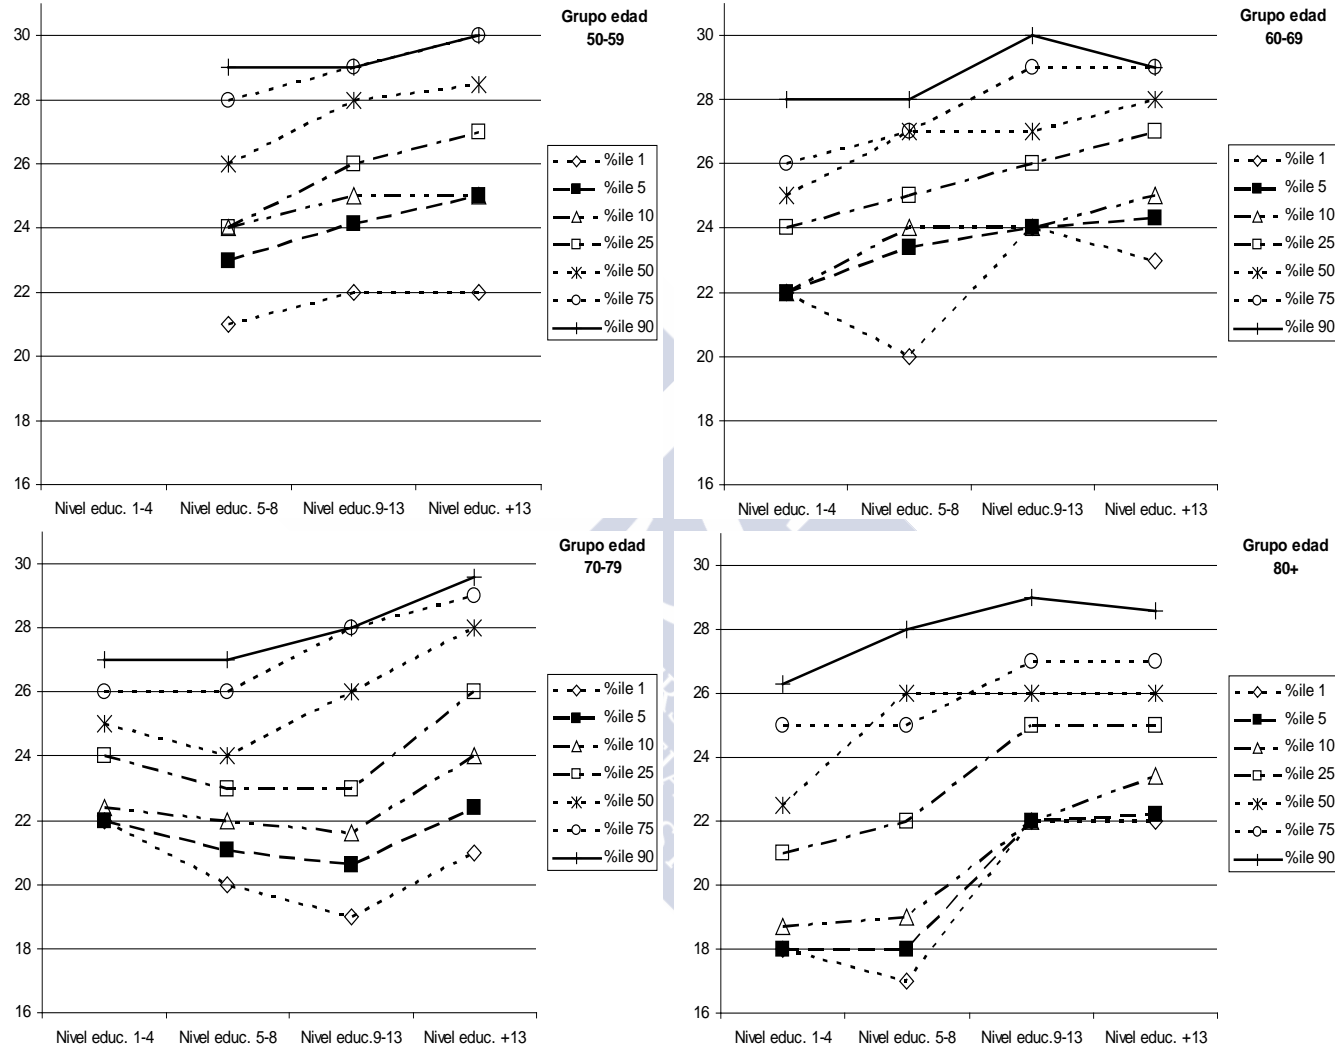 Grupo edad
50-59
30
28
26
24
22
20
18
16
%ile 1
%ile 5
%ile 10
%ile 25
%ile 50
%ile 75
%ile 90
Nivel educ. 1-4 Nivel educ. 5-8 Nivel educ.9-13 Nivel educ. +13
Grupo edad
60-69
30
28
26
24
22
20
18
16
%ile 1
%ile 5
%ile 10
%ile 25
%ile 50
%ile 75
%ile 90
Nivel educ. 1-4 Nivel educ. 5-8 Nivel educ.9-13 Nivel educ. +13
Grupo edad
70-79
30
28
26
24
22
20
18
16
%ile 1
%ile 5
%ile 10
%ile 25
%ile 50
%ile 75
%ile 90
Nivel educ. 1-4 Nivel educ. 5-8 Nivel educ.9-13 Nivel educ. +13
Grupo edad
80+
30
28
26
24
22
20
18
16
%ile 1
%ile 5
%ile 10
%ile 25
%ile 50
%ile 75
%ile 90
Nivel educ. 1-4 Nivel educ. 5-8 Nivel educ.9-13 Nivel educ. +13